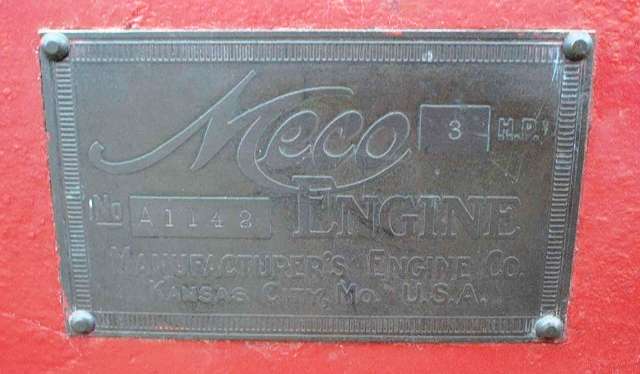 Meco 3 H.P.
No A1142 ENGINE
MANUFACTURER'S ENGINE CO.
KANSAS CITY, MO. U.S.A.